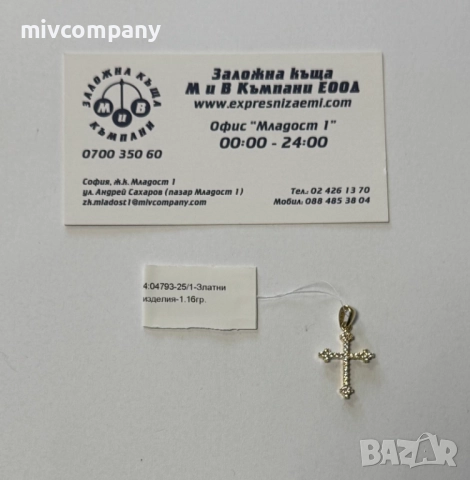 mivcompany
ЗАЛОЖНА КЪЩА
М И В
КЪМПАНИ
0700 350 60
Заложна къща
М и В Къмпани ЕООД
www.expresnizaemi.com
Офис "Младост 1"
00:00 - 24:00
София, ж.к. Младост 1
ул. Андрей Сахаров (пазар Младост 1)
zh.mladost1@mivcompany.com
Тел.: 02 426 13 70
Мобил.: 088 485 38 04
4:04793-25/1-Златни
изделия-1.16гр.
BAZAR